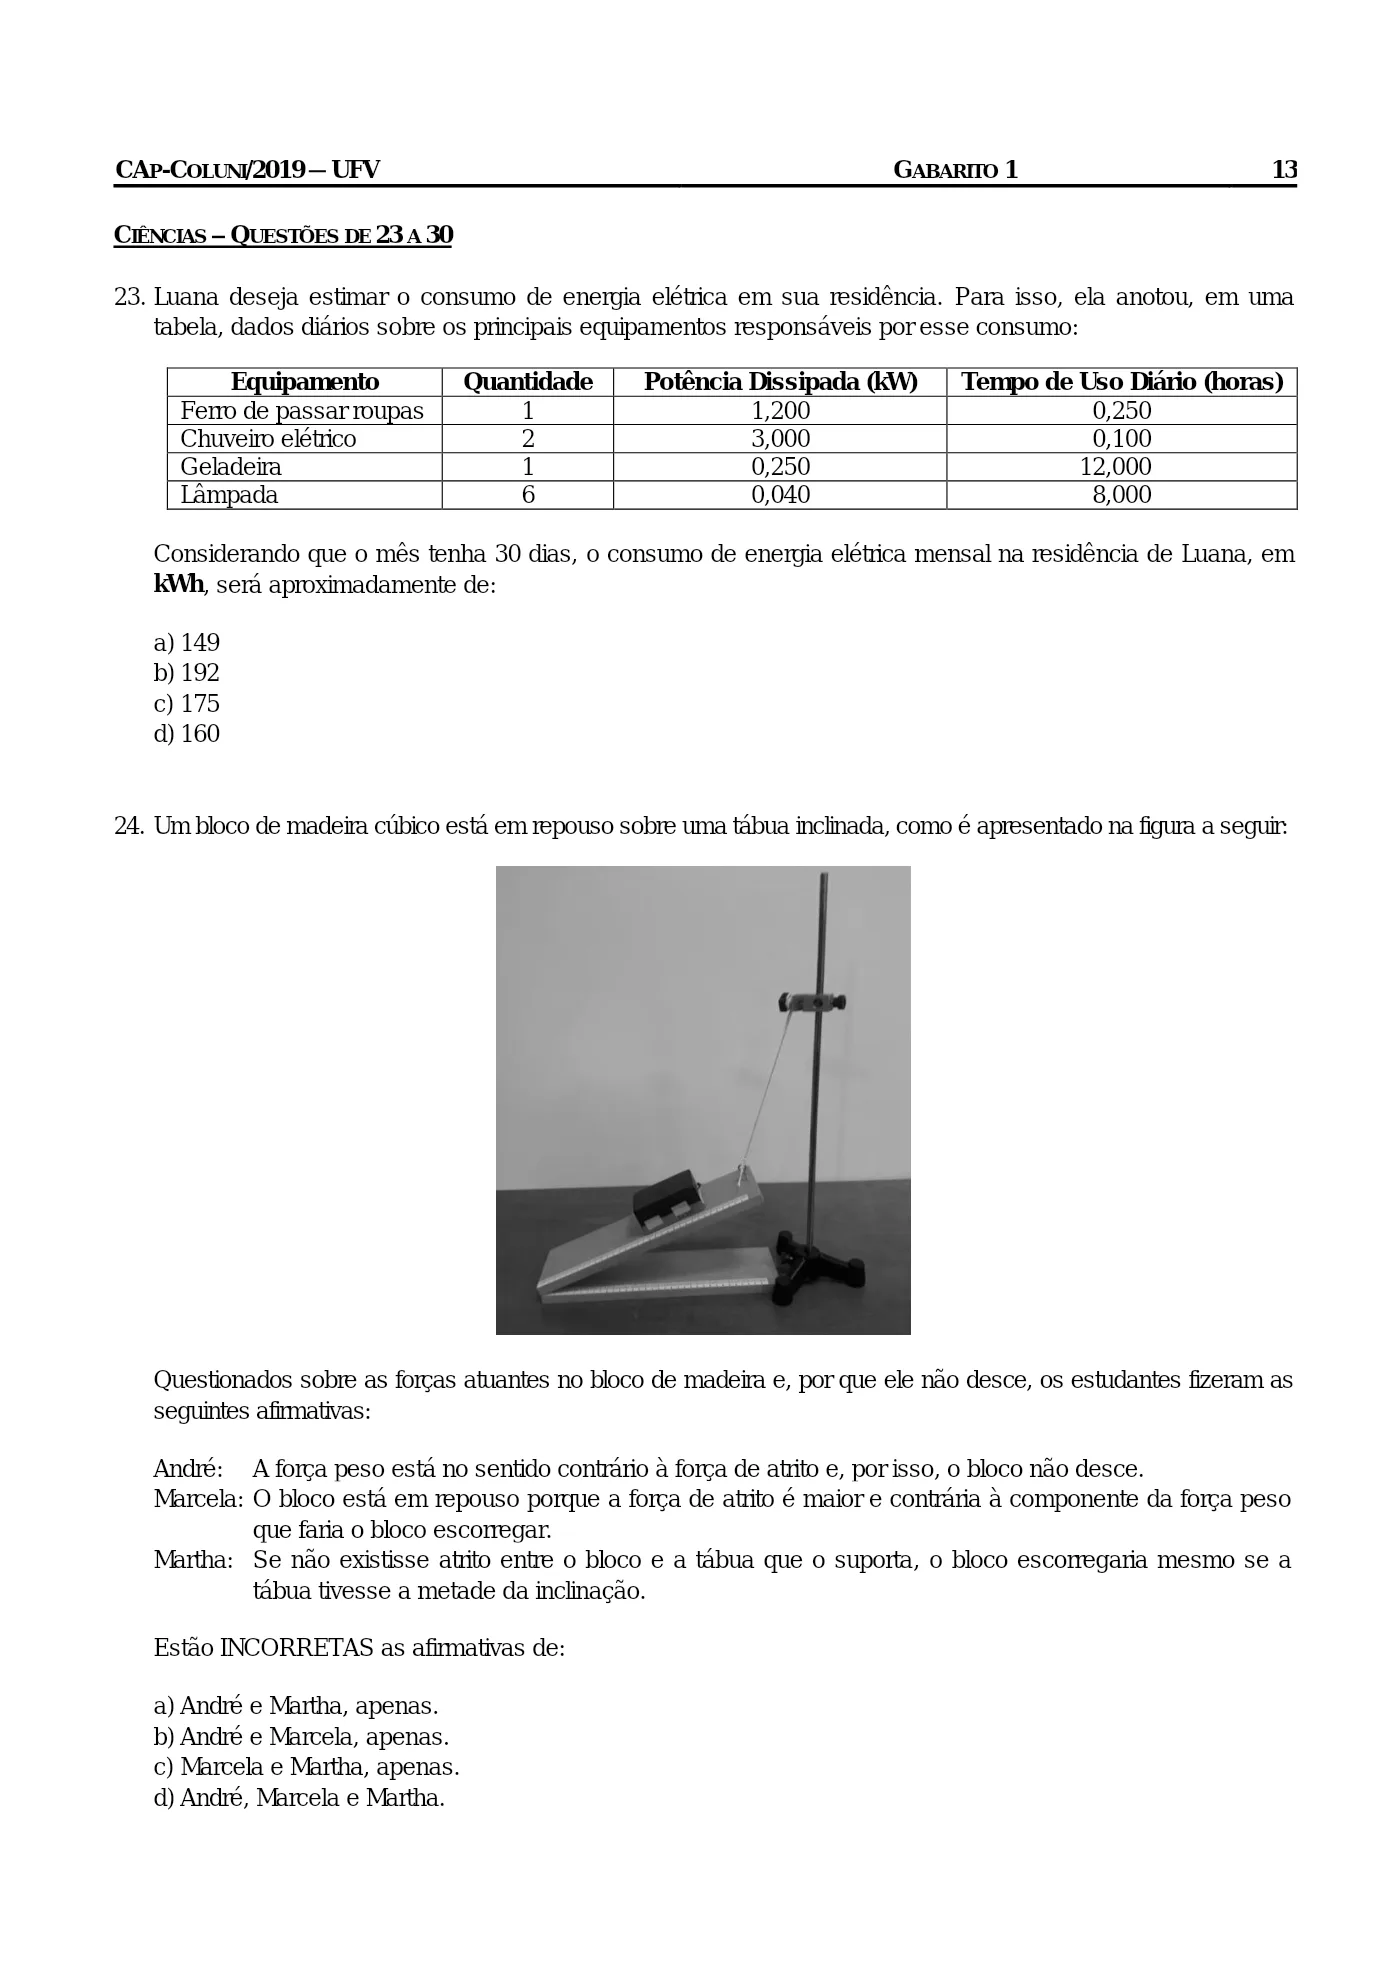 CAP-COLUNI/2019 – UFV GABARITO 1 13
CIÊNCIAS – QUESTÕES DE 23 A 30
23. Luana deseja estimar o consumo de energia elétrica em sua residência. Para isso, ela anotou, em uma
tabela, dados diários sobre os principais equipamentos responsáveis por esse consumo:
Equipamento Quantidade Potência Dissipada (kW) Tempo de Uso Diário (horas)
Ferro de passar roupas 1 1,200 0,250
Chuveiro elétrico 2 3,000 0,100
Geladeira 1 0,250 12,000
Lâmpada 6 0,040 8,000
Considerando que o mês tenha 30 dias, o consumo de energia elétrica mensal na residência de Luana, em
kWh, será aproximadamente de:
a) 149
b) 192
c) 175
d) 160
24. Um bloco de madeira cúbico está em repouso sobre uma tábua inclinada, como é apresentado na figura a seguir:
Questionados sobre as forças atuantes no bloco de madeira e, por que ele não desce, os estudantes fizeram as
seguintes afirmativas:
André: A força peso está no sentido contrário à força de atrito e, por isso, o bloco não desce.
Marcela: O bloco está em repouso porque a força de atrito é maior e contrária à componente da força peso
que faria o bloco escorregar.
Martha: Se não existisse atrito entre o bloco e a tábua que o suporta, o bloco escorregaria mesmo se a
tábua tivesse a metade da inclinação.
Estão INCORRETAS as afirmativas de:
a) André e Martha, apenas.
b) André e Marcela, apenas.
c) Marcela e Martha, apenas.
d) André, Marcela e Martha.